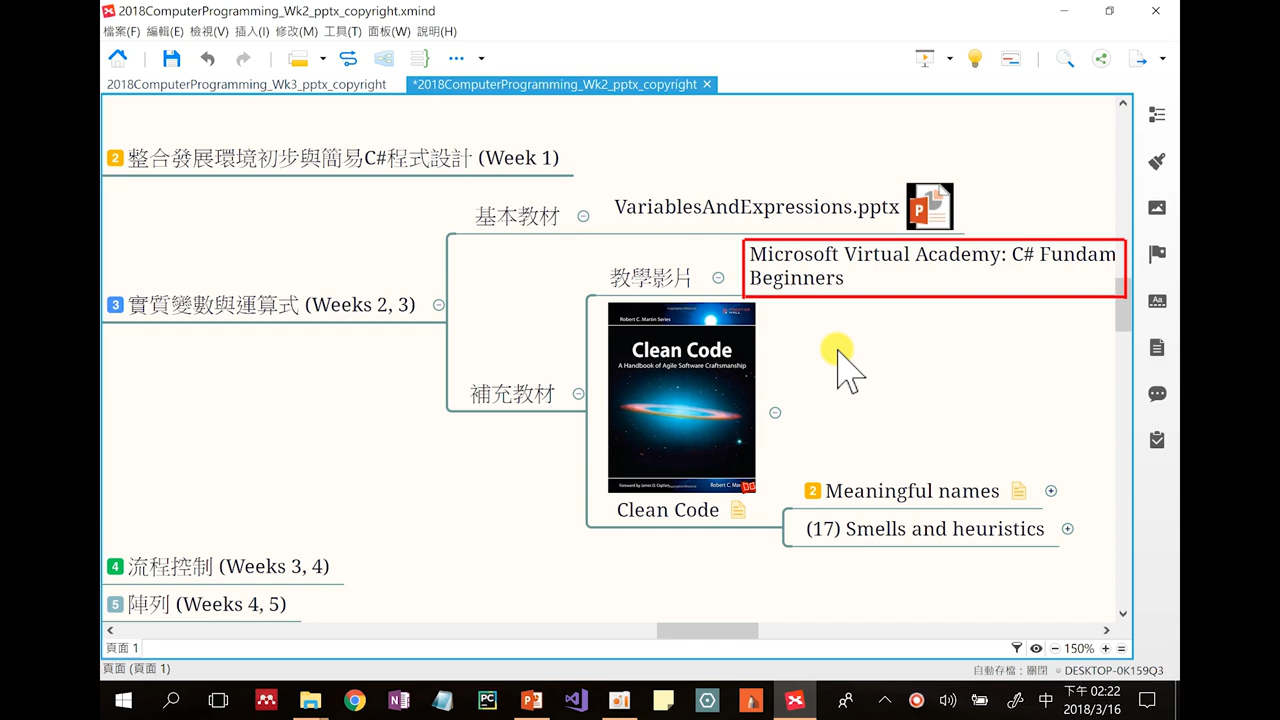 2018ComputerProgramming_Wk2_pptx_copyright.xmind
檔案(F) 編輯(E) 檢視(V) 插入(I) 修改(M) 工具(T) 面板(W) 說明(H)
2018ComputerProgramming_Wk3_pptx_copyright
*2018ComputerProgramming_Wk2_pptx_copyright
2 整合發展環境初步與簡易C#程式設計 (Week 1)
基本教材
VariablesAndExpressions.pptx
教學影片
Microsoft Virtual Academy: C# Fundam
Beginners
3 實質變數與運算式 (Weeks 2, 3)
補充教材
Robert C. Martin Series
Clean Code
A Handbook of Agile Software Craftsmanship
Clean Code
2 Meaningful names
(17) Smells and heuristics
4 流程控制 (Weeks 3, 4)
5 陣列 (Weeks 4, 5)
頁面 1
150%
頁面 (頁面 1)
自動存檔：關閉
DESKTOP-0K159Q3
中
下午 02:22
2018/3/16